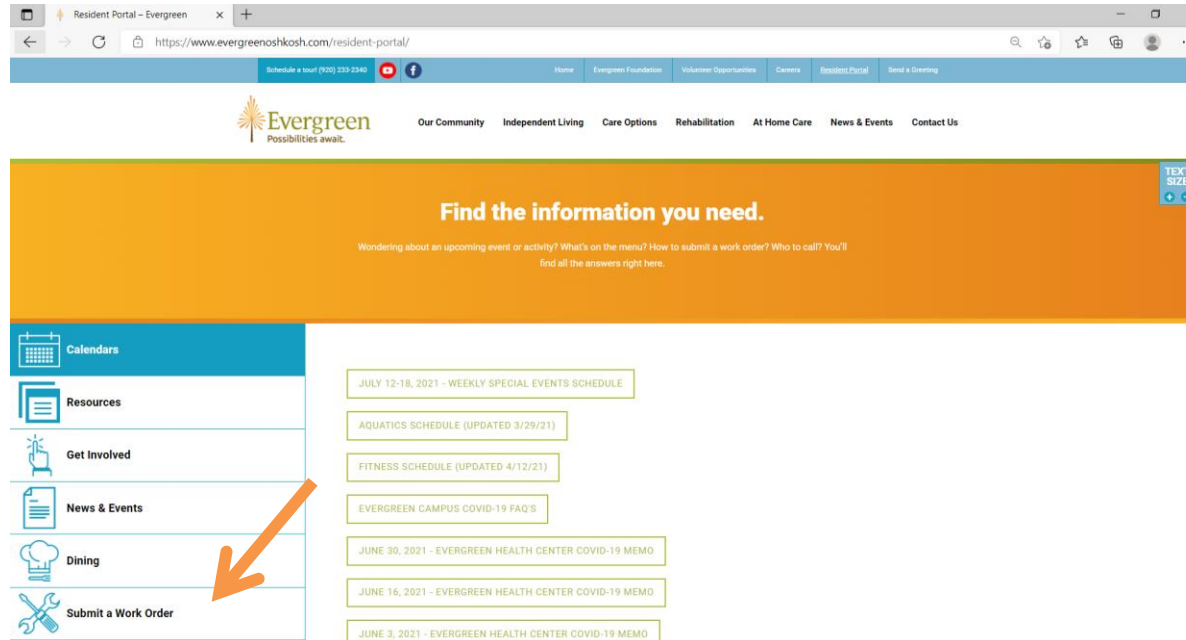 Resident Portal – Evergreen
https://www.evergreenoshkosh.com/resident-portal/
Schedule a tour! (920) 233-2340 Home Evergreen Foundation Volunteer Opportunities Careers Resident Portal Send a Greeting
Evergreen
Possibilities await.
Our Community Independent Living Care Options Rehabilitation At Home Care News & Events Contact Us
TEXT
SIZE
Find the information you need.
Wondering about an upcoming event or activity? What's on the menu? How to submit a work order? Who to call? You'll
find all the answers right here.
Calendars
Resources
Get Involved
News & Events
Dining
Submit a Work Order
JULY 12-18, 2021 - WEEKLY SPECIAL EVENTS SCHEDULE
AQUATICS SCHEDULE (UPDATED 3/29/21)
FITNESS SCHEDULE (UPDATED 4/12/21)
EVERGREEN CAMPUS COVID-19 FAQ'S
JUNE 30, 2021 - EVERGREEN HEALTH CENTER COVID-19 MEMO
JUNE 16, 2021 - EVERGREEN HEALTH CENTER COVID-19 MEMO
JUNE 3, 2021 - EVERGREEN HEALTH CENTER COVID-19 MEMO